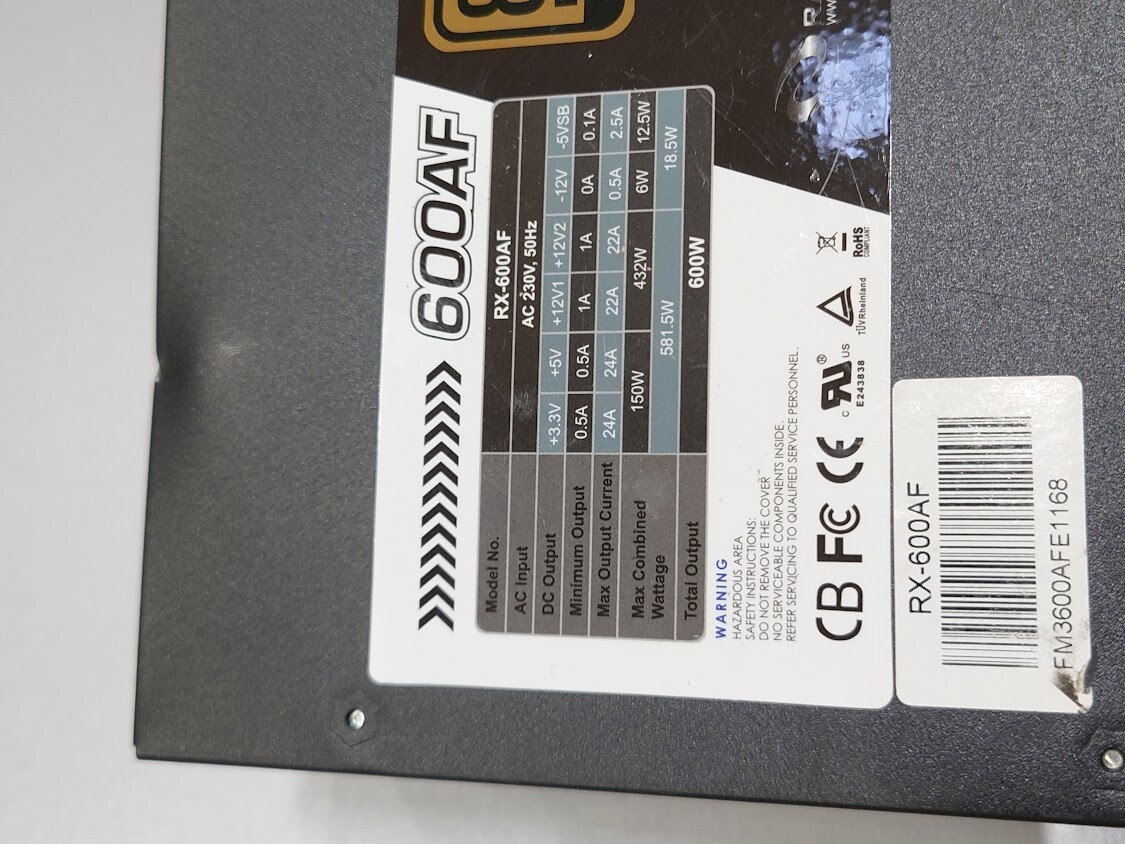 600AF
Model No. RX-600AF
AC Input AC 230V, 50Hz
DC Output +3.3V +5V +12V1 +12V2 -12V -5VSB
Minimum Output 0.5A 0.5A 1A 1A 0A 0.1A
Max Output Current 24A 24A 22A 22A 0.5A 2.5A
Max Combined Wattage 150W 432W 6W 12.5W
581.5W 18.5W
Total Output 600W
WARNING
HAZARDOUS AREA
SAFETY INSTRUCTIONS:
DO NOT REMOVE THE COVER
NO SERVICEABLE COMPONENTS INSIDE.
REFER SERVICING TO QUALIFIED SERVICE PERSONNEL.
CB FC CE c RU® US
E243838
TÜVRheinland
RoHS
COMPLIANT
RX-600AF
FM3600AFE1168